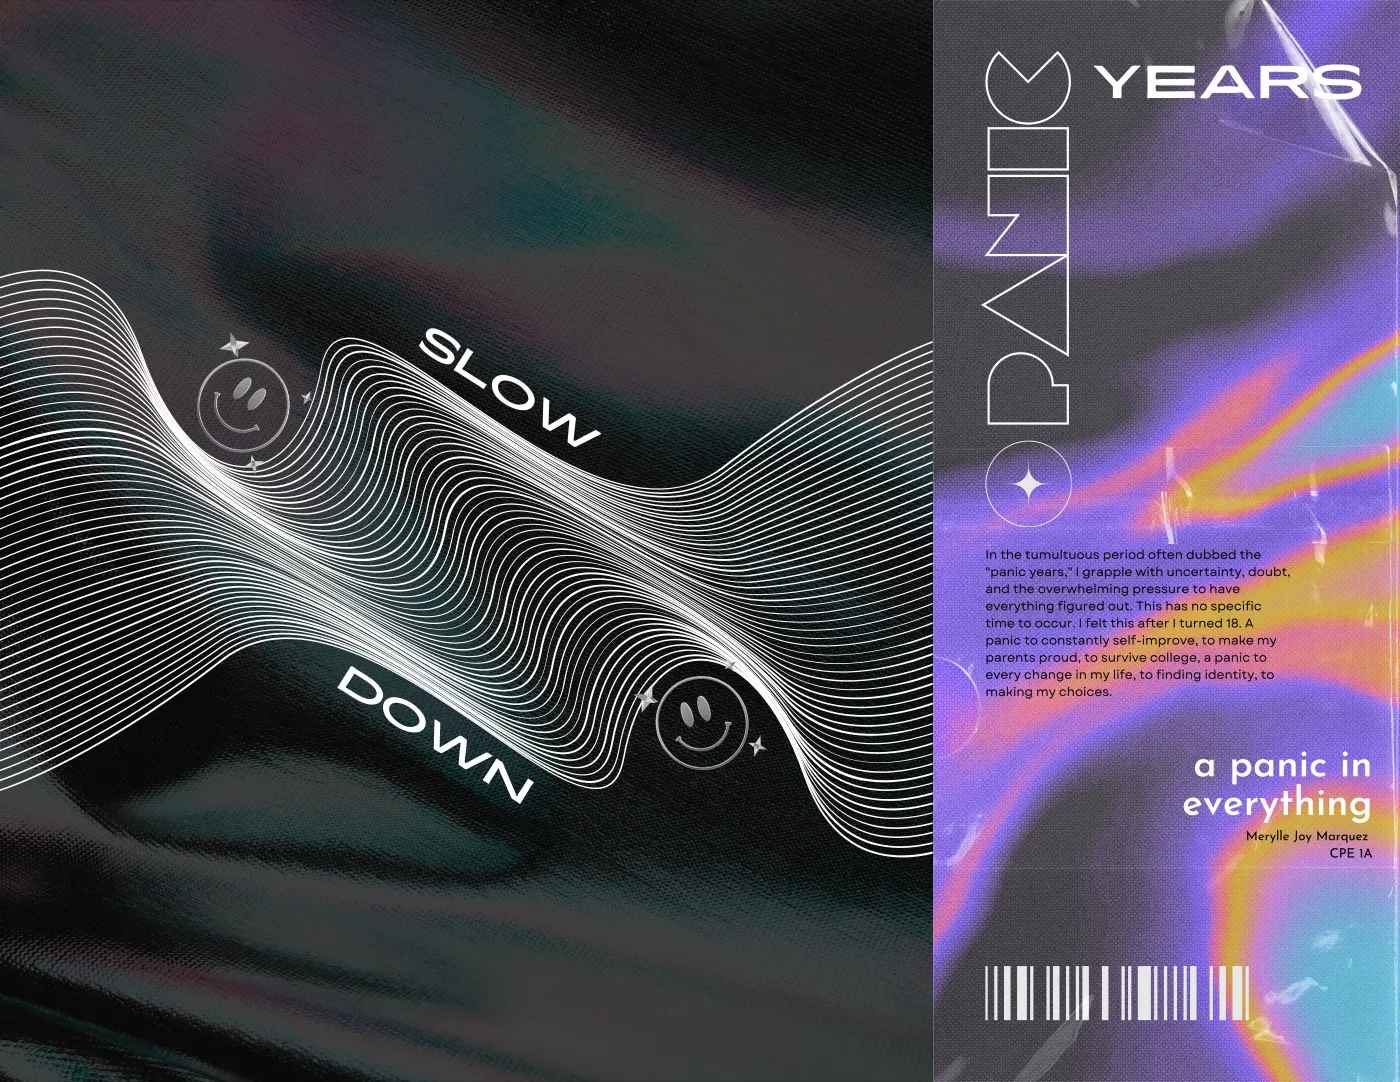 SLOW
DOWN
PANIC
YEARS
In the tumultuous period often dubbed the
"panic years," I grapple with uncertainty, doubt,
and the overwhelming pressure to have
everything figured out. This has no specific
time to occur. I felt this after I turned 18. A
panic to constantly self-improve, to make my
parents proud, to survive college, a panic to
every change in my life, to finding identity, to
making my choices.
a panic in
everything
Merylle Joy Marquez
CPE 1A